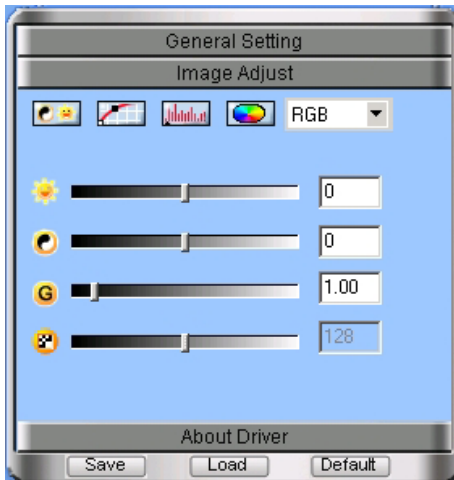 General Setting
Image Adjust
RGB
0
0
G 1.00
128
About Driver
Save Load Default